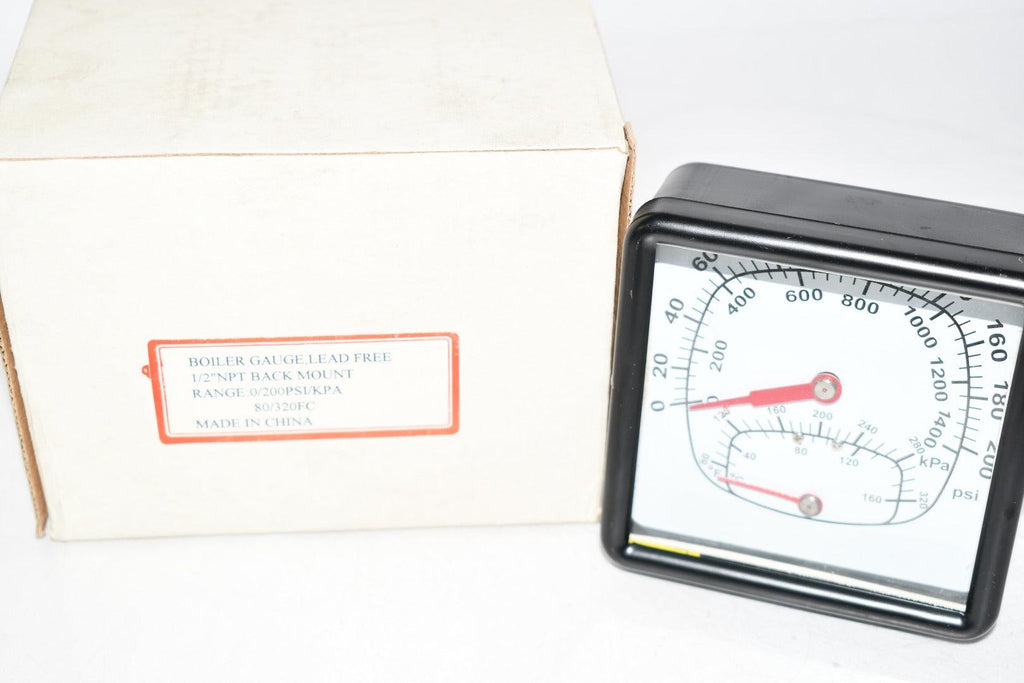 BOILER GAUGE,LEAD FREE
1/2"NPT BACK MOUNT
RANGE:0/200PSI/KPA
80/320FC
MADE IN CHINA
0 20 40 60 160 180 200
psi
0 200 400 600 800 1000 1200 1400
kPa
80 160 200 240 280 320
°F
40 80 120 160
°C